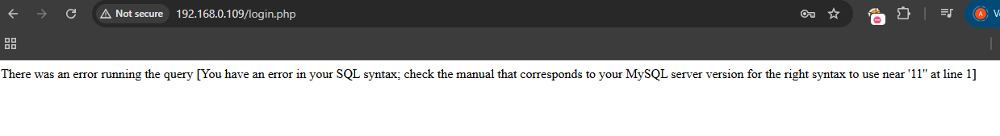 Not secure 192.168.0.109/login.php
There was an error running the query [You have an error in your SQL syntax; check the manual that corresponds to your MySQL server version for the right syntax to use near '11'' at line 1]